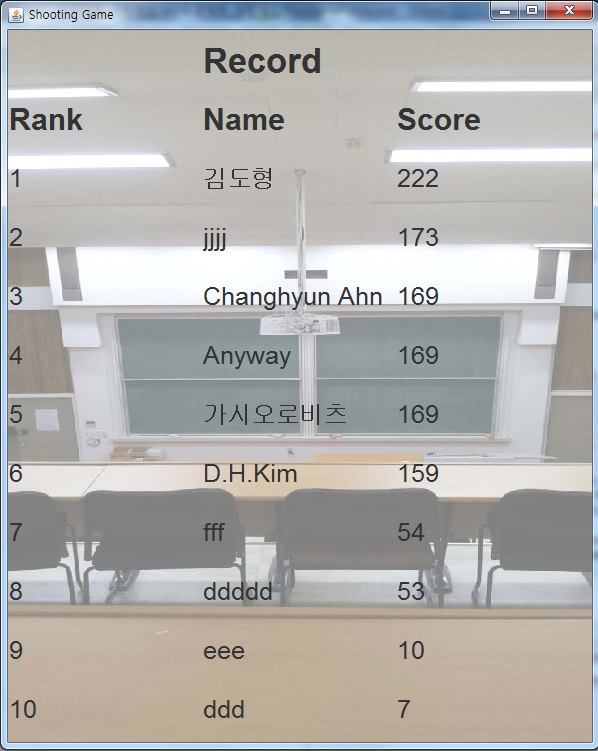 Shooting Game
Record
Rank Name Score
1 김도형 222
2 jjjj 173
3 Changhyun Ahn 169
4 Anyway 169
5 가시오로비츠 169
6 D.H.Kim 159
7 fff 54
8 ddddd 53
9 eee 10
10 ddd 7